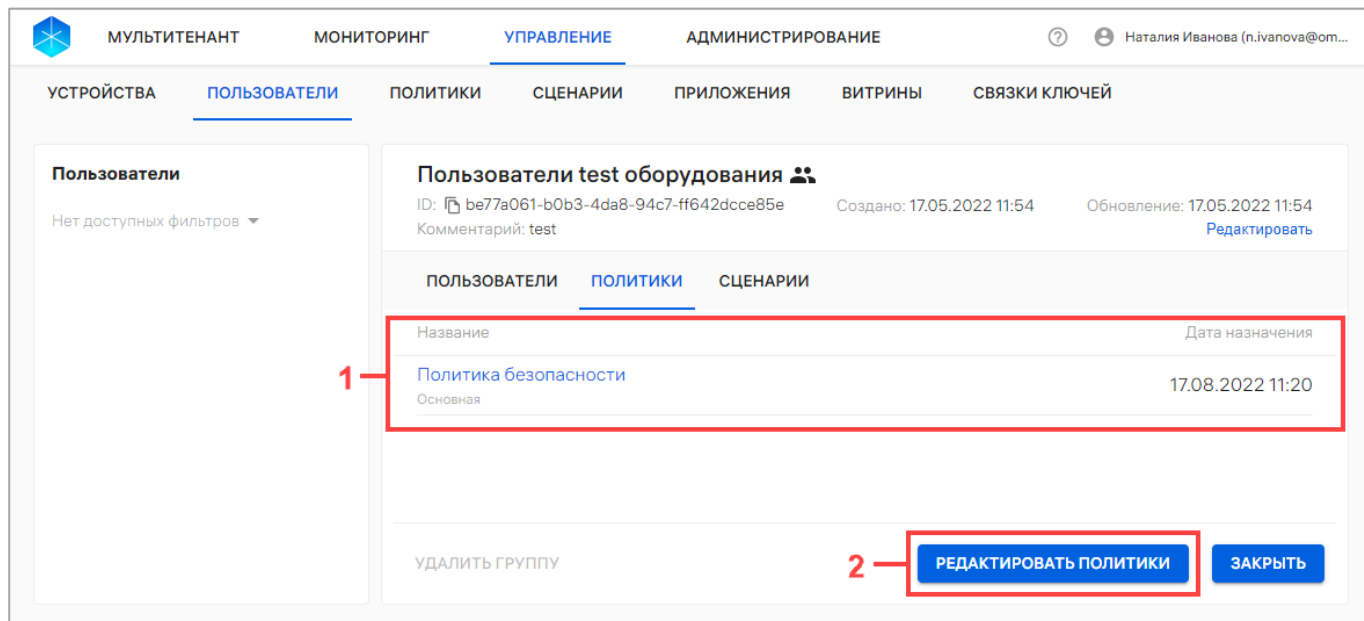 МУЛЬТИТЕНАНТ МОНИТОРИНГ УПРАВЛЕНИЕ АДМИНИСТРИРОВАНИЕ Наталия Иванова (n.ivanova@om...
УСТРОЙСТВА ПОЛЬЗОВАТЕЛИ ПОЛИТИКИ СЦЕНАРИИ ПРИЛОЖЕНИЯ ВИТРИНЫ СВЯЗКИ КЛЮЧЕЙ
Пользователи
Нет доступных фильтров
Пользователи test оборудования
ID: be77a061-b0b3-4da8-94c7-ff642dcce85e Создано: 17.05.2022 11:54 Обновление: 17.05.2022 11:54
Комментарий: test Редактировать
ПОЛЬЗОВАТЕЛИ ПОЛИТИКИ СЦЕНАРИИ
Название Дата назначения
1 Политика безопасности 17.08.2022 11:20
Основная
УДАЛИТЬ ГРУППУ 2 РЕДАКТИРОВАТЬ ПОЛИТИКИ ЗАКРЫТЬ